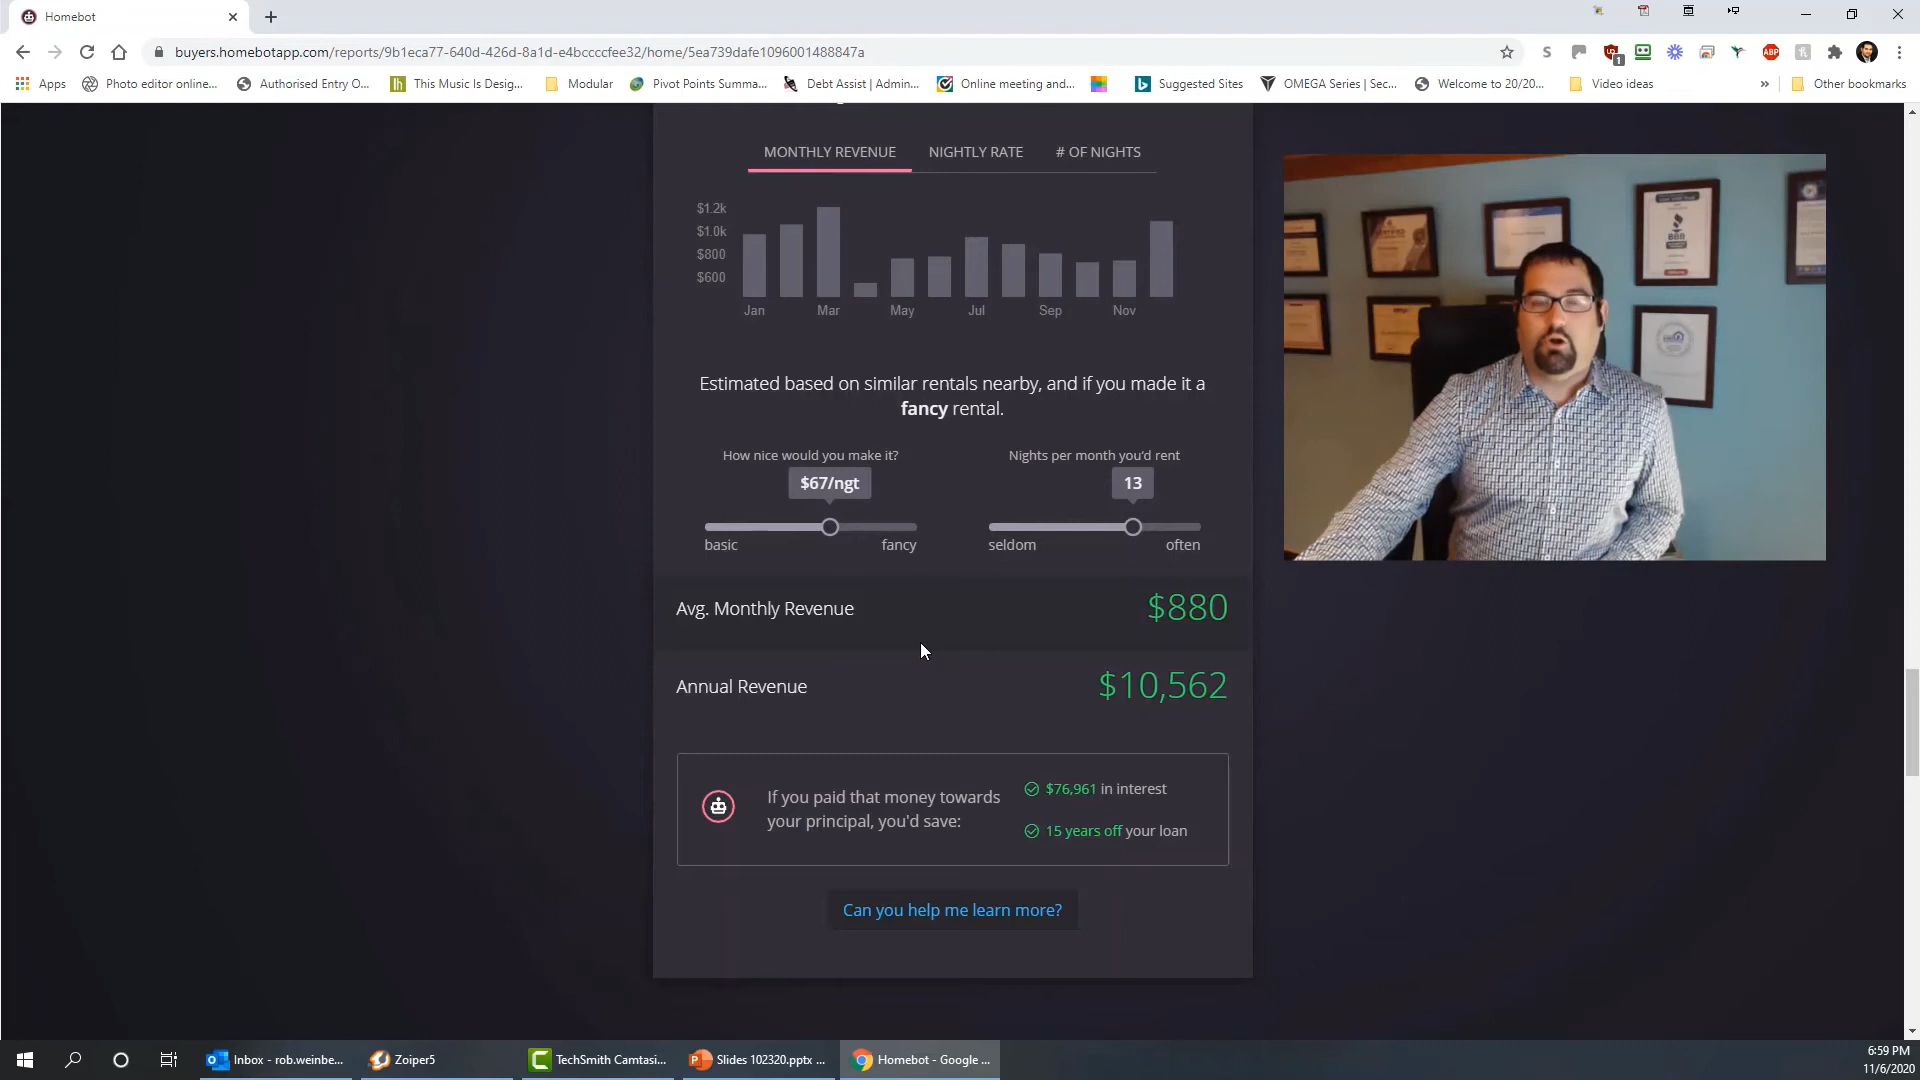 Homebot
buyers.homebotapp.com/reports/9b1eca77-640d-426d-8a1d-e4bccccfee32/home/5ea739dafe1096001488847a
Apps
Photo editor online...
Authorised Entry O...
This Music Is Desig...
Modular
Pivot Points Summa...
Debt Assist | Admin...
Online meeting and...
Suggested Sites
OMEGA Series | Sec...
Welcome to 20/20...
Video ideas
»
Other bookmarks
MONTHLY REVENUE
NIGHTLY RATE
# OF NIGHTS
$1.2k
$1.0k
$800
$600
Jan
Mar
May
Jul
Sep
Nov
Estimated based on similar rentals nearby, and if you made it a
fancy rental.
How nice would you make it?
Nights per month you'd rent
$67/ngt
13
basic
fancy
seldom
often
Avg. Monthly Revenue
$880
Annual Revenue
$10,562
If you paid that money towards
your principal, you'd save:
$76,961 in interest
15 years off your loan
Can you help me learn more?
BBB
ABP
Inbox - rob.weinbe...
Zoiper5
TechSmith Camtasi...
Slides 102320.pptx ...
Homebot - Google ...
6:59 PM
11/6/2020